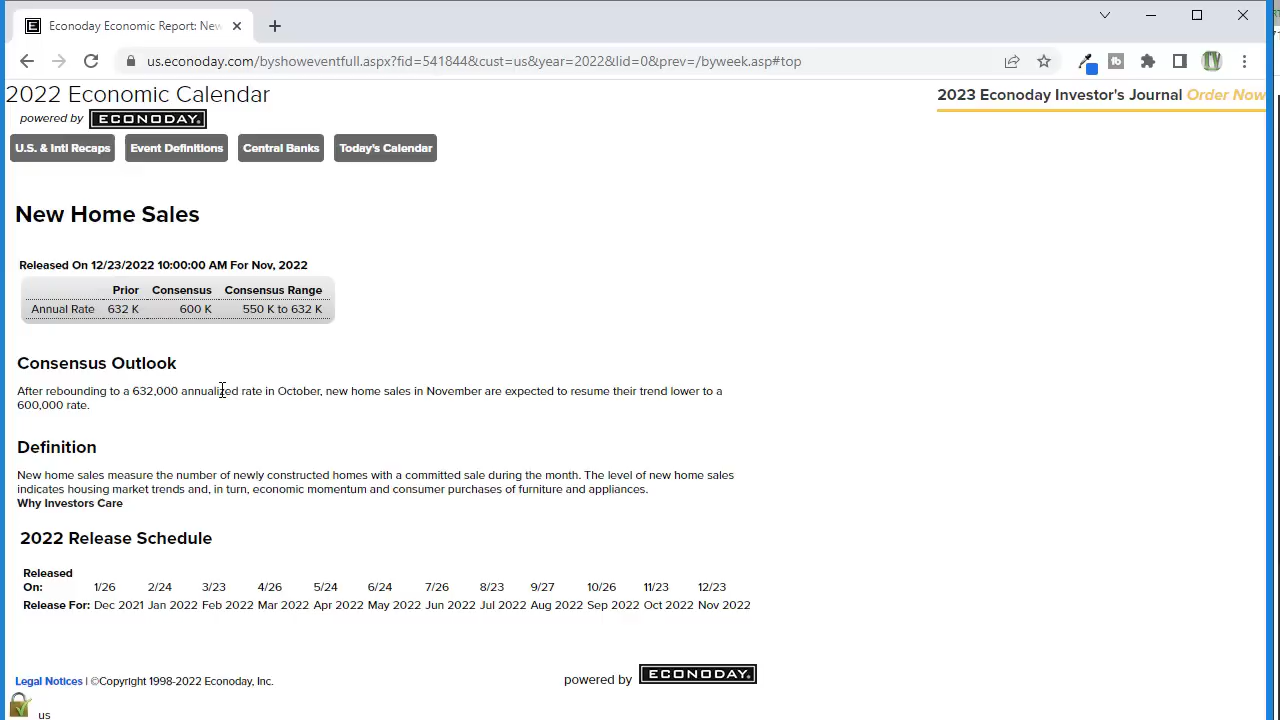 Econoday Economic Report: New
us.econoday.com/byshoweventfull.aspx?fid=541844&cust=us&year=2022&lid=0&prev=/byweek.asp#top
2022 Economic Calendar
2023 Econoday Investor's Journal Order Now
powered by ECONODAY
U.S. & Intl Recaps Event Definitions Central Banks Today's Calendar
New Home Sales
Released On 12/23/2022 10:00:00 AM For Nov, 2022
Prior Consensus Consensus Range
Annual Rate 632 K 600 K 550 K to 632 K
Consensus Outlook
After rebounding to a 632,000 annualized rate in October, new home sales in November are expected to resume their trend lower to a
600,000 rate.
Definition
New home sales measure the number of newly constructed homes with a committed sale during the month. The level of new home sales
indicates housing market trends and, in turn, economic momentum and consumer purchases of furniture and appliances.
Why Investors Care
2022 Release Schedule
Released
On: 1/26 2/24 3/23 4/26 5/24 6/24 7/26 8/23 9/27 10/26 11/23 12/23
Release For: Dec 2021 Jan 2022 Feb 2022 Mar 2022 Apr 2022 May 2022 Jun 2022 Jul 2022 Aug 2022 Sep 2022 Oct 2022 Nov 2022
Legal Notices | ©Copyright 1998-2022 Econoday, Inc. powered by ECONODAY
us